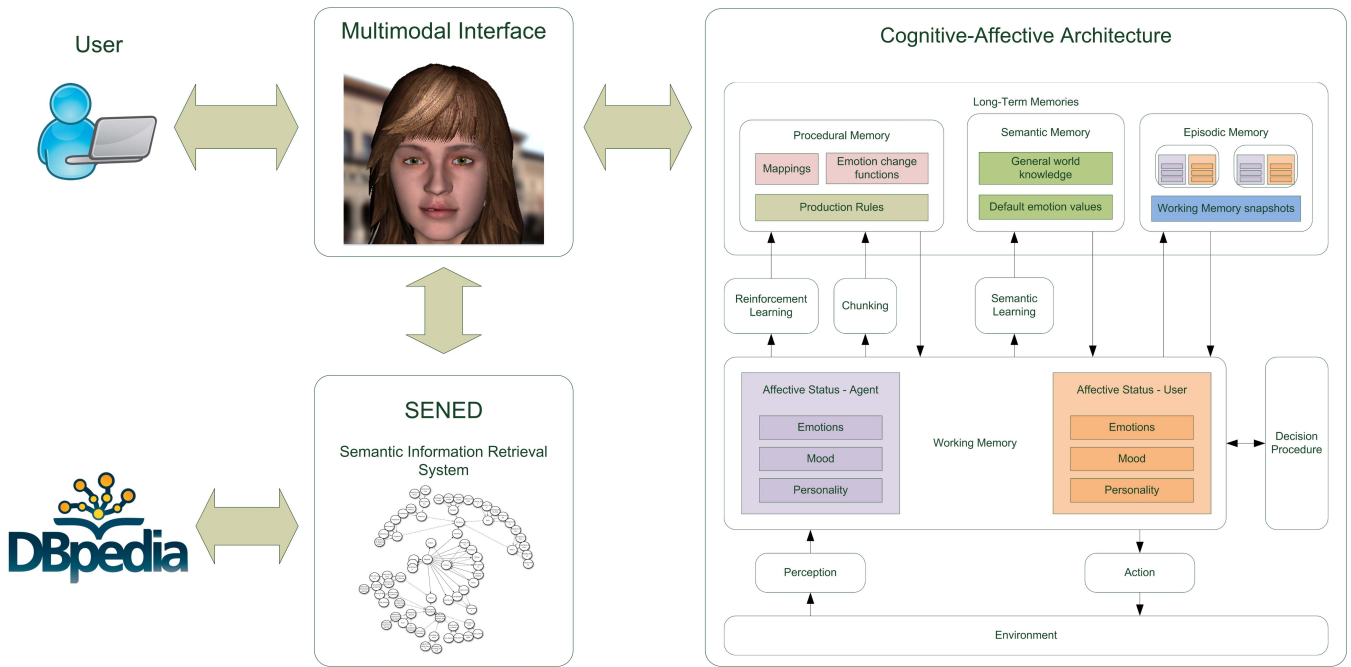 User
Multimodal Interface
Cognitive-Affective Architecture
Long-Term Memories
Procedural Memory
Mappings
Emotion change
functions
Production Rules
Semantic Memory
General world
knowledge
Default emotion values
Episodic Memory
Working Memory snapshots
Reinforcement
Learning
Chunking
Semantic
Learning
Affective Status - Agent
Emotions
Mood
Personality
Working Memory
Affective Status - User
Emotions
Mood
Personality
Decision
Procedure
Perception
Action
Environment
SENED
Semantic Information Retrieval
System
DBpedia